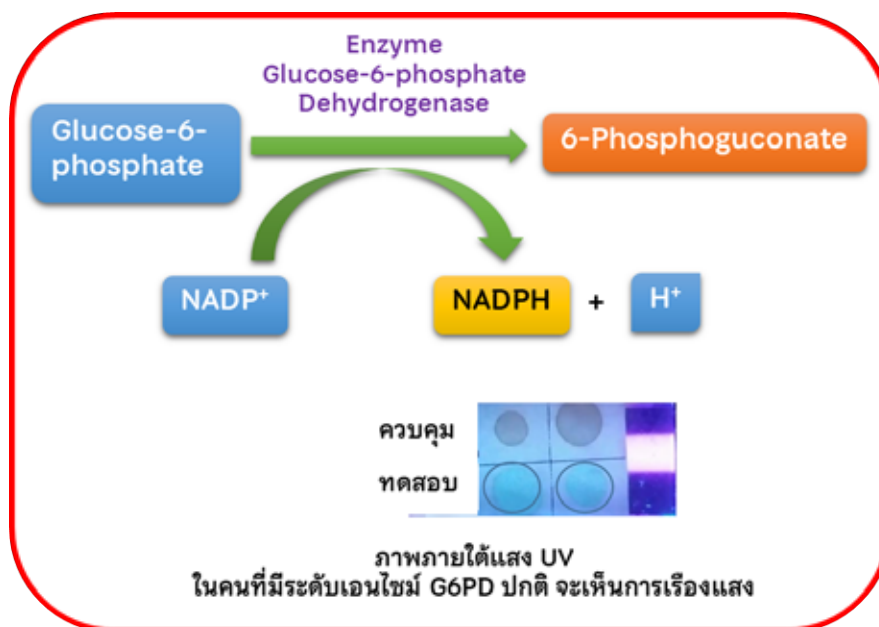 Enzyme
Glucose-6-phosphate
Dehydrogenase
Glucose-6-
phosphate
6-Phosphoguconate
NADP⁺
NADPH + H⁺
ควบคุม
ทดสอบ
ภาพภายใต้แสง UV
ในคนที่มีระดับเอนไซม์ G6PD ปกติ จะเห็นการเรืองแสง